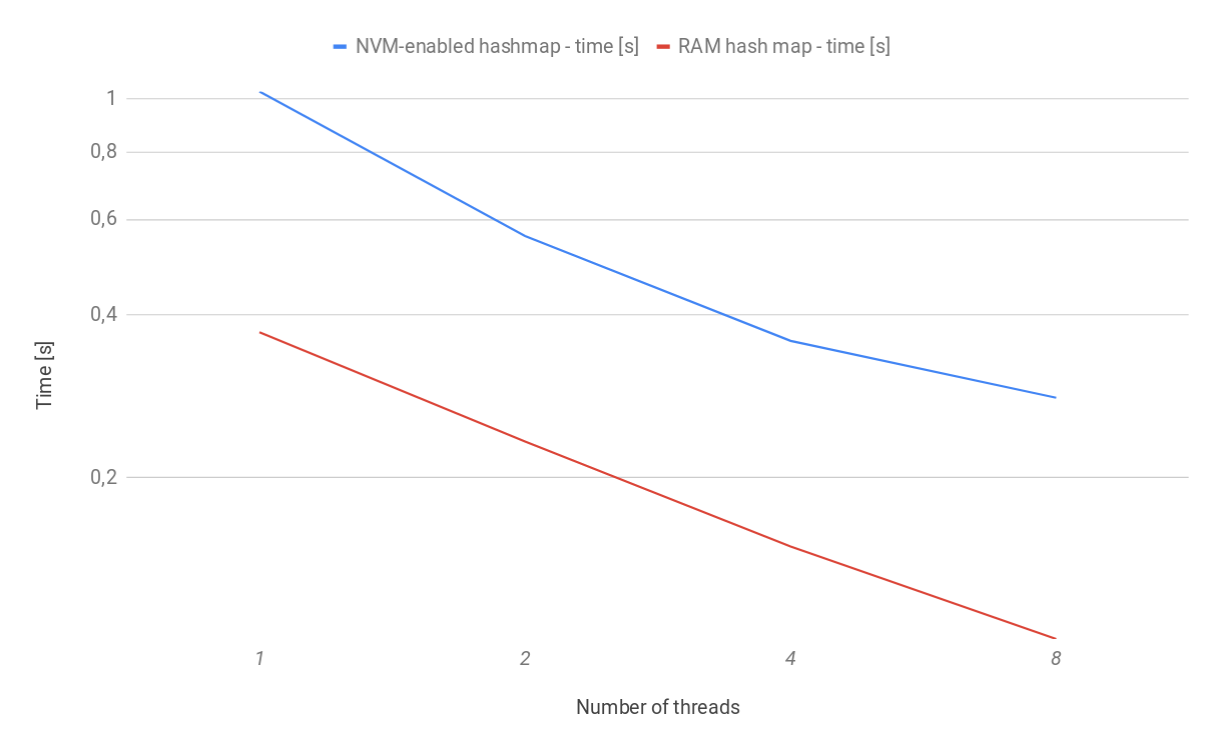 NVM-enabled hashmap - time [s] RAM hash map - time [s]
1
0,8
0,6
0,4
0,2
Time [s]
1 2 4 8
Number of threads